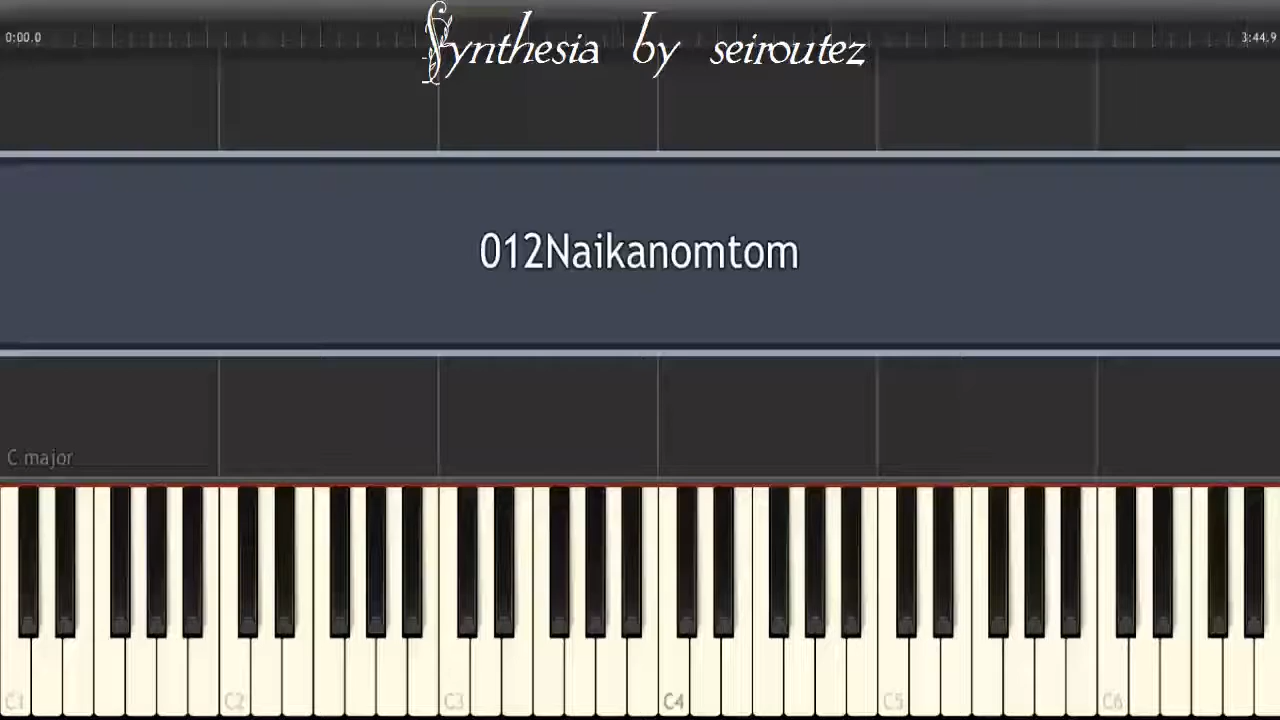 Synthesia by seiroutez
0:00.0
3:44.9
012Naikanomtom
C major
C1 C2 C3 C4 C5 C6